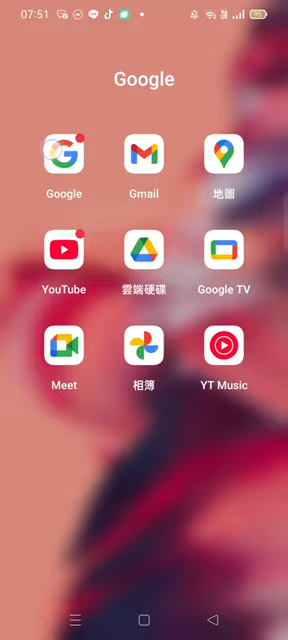 07:51
95
Google
Google
Gmail
地圖
YouTube
雲端硬碟
Google TV
Meet
相簿
YT Music